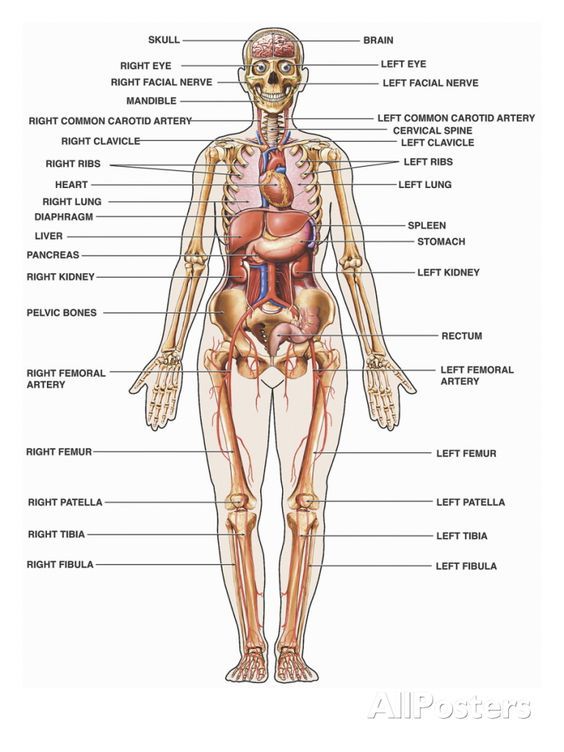 SKULL
BRAIN
RIGHT EYE
LEFT EYE
RIGHT FACIAL NERVE
LEFT FACIAL NERVE
MANDIBLE
RIGHT COMMON CAROTID ARTERY
LEFT COMMON CAROTID ARTERY
CERVICAL SPINE
RIGHT CLAVICLE
LEFT CLAVICLE
RIGHT RIBS
LEFT RIBS
HEART
LEFT LUNG
RIGHT LUNG
DIAPHRAGM
SPLEEN
LIVER
STOMACH
PANCREAS
RIGHT KIDNEY
LEFT KIDNEY
PELVIC BONES
RECTUM
RIGHT FEMORAL
ARTERY
LEFT FEMORAL
ARTERY
RIGHT FEMUR
LEFT FEMUR
RIGHT PATELLA
LEFT PATELLA
RIGHT TIBIA
LEFT TIBIA
RIGHT FIBULA
LEFT FIBULA
AllPosters